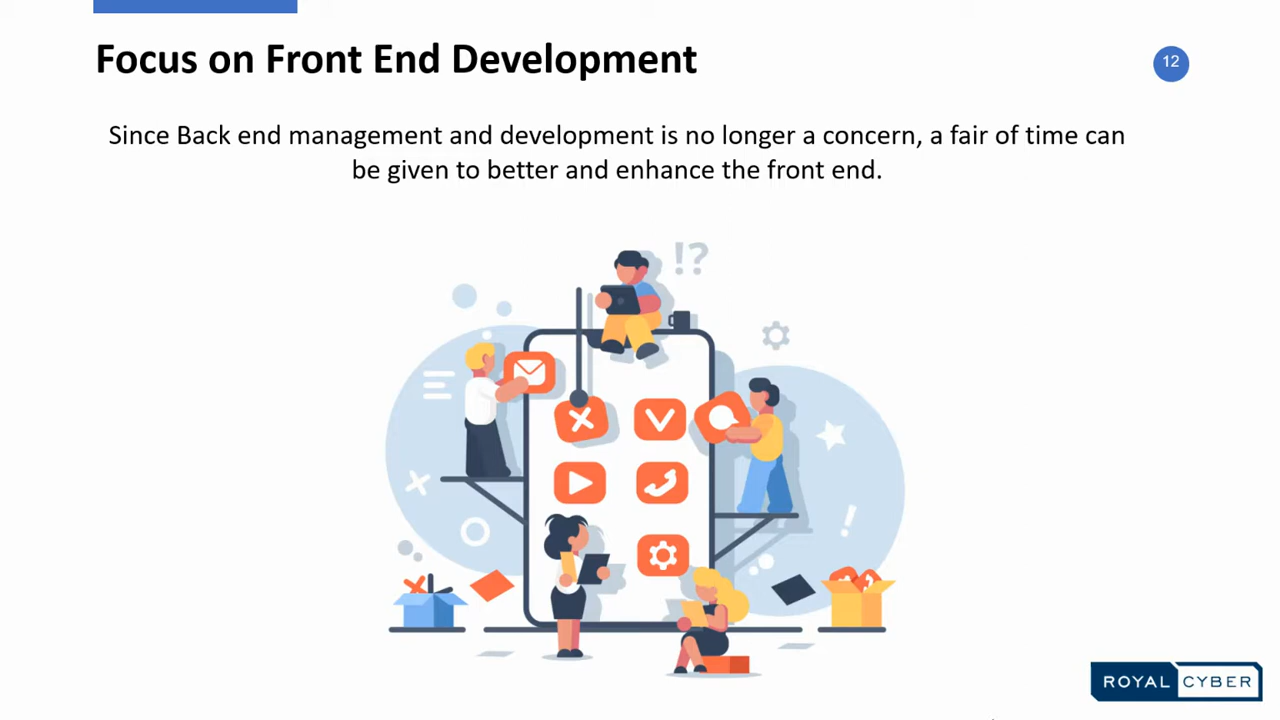 Focus on Front End Development
12
Since Back end management and development is no longer a concern, a fair of time can
be given to better and enhance the front end.
!?
!
ROYAL CYBER